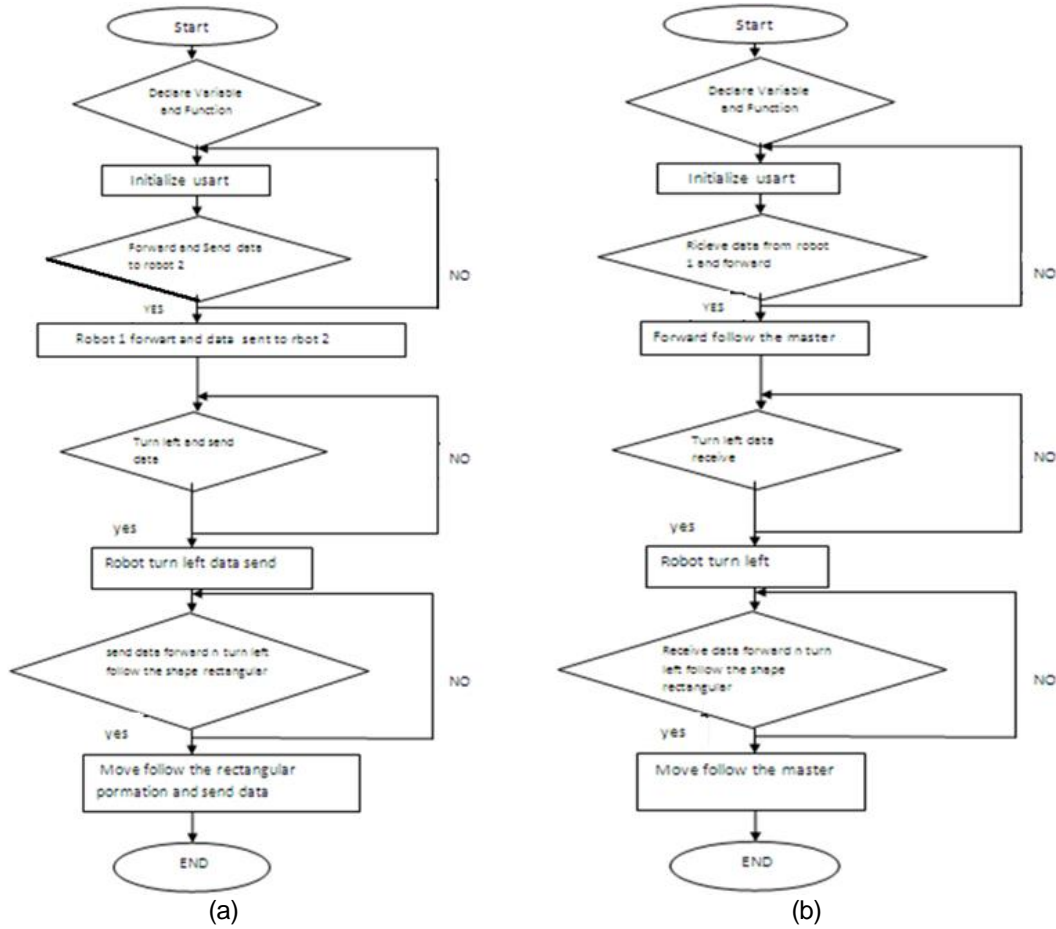 Start
Declare Variable
and Function
Initialize usart
Forward and Send data
to robot 2
NO
YES
Robot 1 forwart and data sent to rbot 2
Turn left and send
data
NO
yes
Robot turn left data send
send data forward n turn left
follow the shape rectangular
NO
yes
Move follow the rectangular
pormation and send data
END
(a)
Start
Declare Variable
and Function
Initialize usart
Ricieve data from robot
1 and forward
NO
YES
Forward follow the master
Turn left data
receive
NO
yes
Robot turn left
Receive data forward n turn
left follow the shape
rectangular
NO
yes
Move follow the master
END
(b)